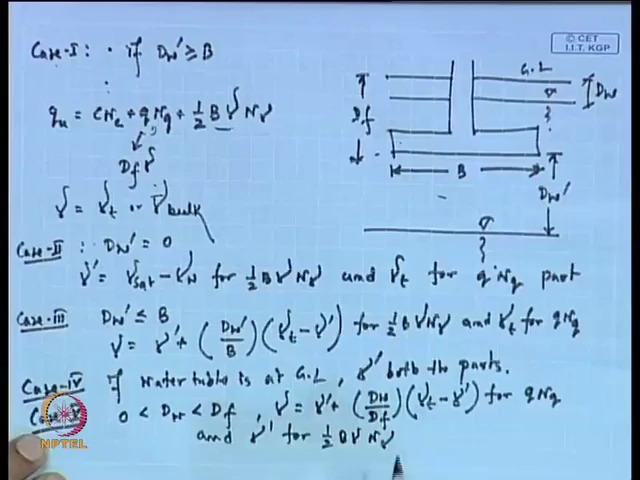 Case-I: · if Dw' ≥ B
qu = cNc + qNq + 1/2 B γ Nγ
Df γ
γ = γt or γbulk
Case-II : Dw' = 0
γ' = γsat - γw for 1/2 B γ Nγ and γt for qNq part
Case-III Dw' ≤ B
γ = γ' + (Dw'/B)(γt - γ') for 1/2 B γ Nγ and γt for qNq
Case-IV if Water table is at G.L, γ' both the parts.
Case-V 0 < Dw < Df, γ = γ' + (Dw/Df)(γt - γ') for qNq
and γ' for 1/2 B γ Nγ
G.L
Dw
Df
B
Dw'
© CET
I.I.T. KGP
NPTEL